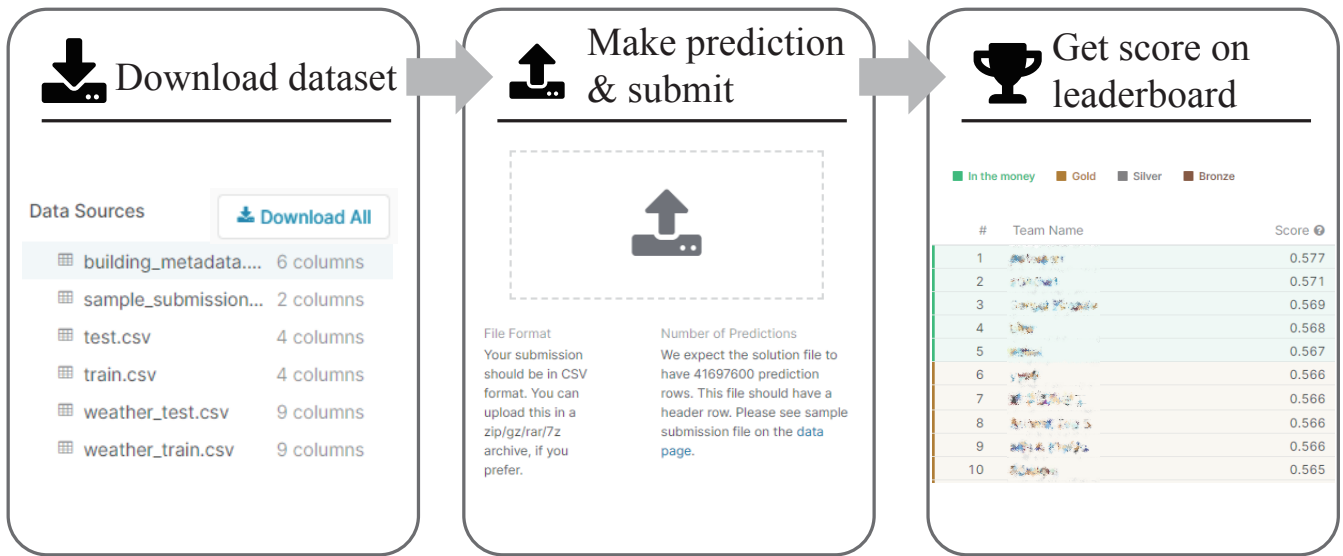 Download dataset
Data Sources
Download All
building_metadata.... 6 columns
sample_submission... 2 columns
test.csv 4 columns
train.csv 4 columns
weather_test.csv 9 columns
weather_train.csv 9 columns
Make prediction
& submit
File Format
Your submission
should be in CSV
format. You can
upload this in a
zip/gz/rar/7z
archive, if you
prefer.
Number of Predictions
We expect the solution file to
have 41697600 prediction
rows. This file should have a
header row. Please see sample
submission file on the data
page.
Get score on
leaderboard
In the money Gold Silver Bronze
# Team Name Score
1 0.577
2 0.571
3 0.569
4 0.568
5 0.567
6 0.566
7 0.566
8 0.566
9 0.566
10 0.565